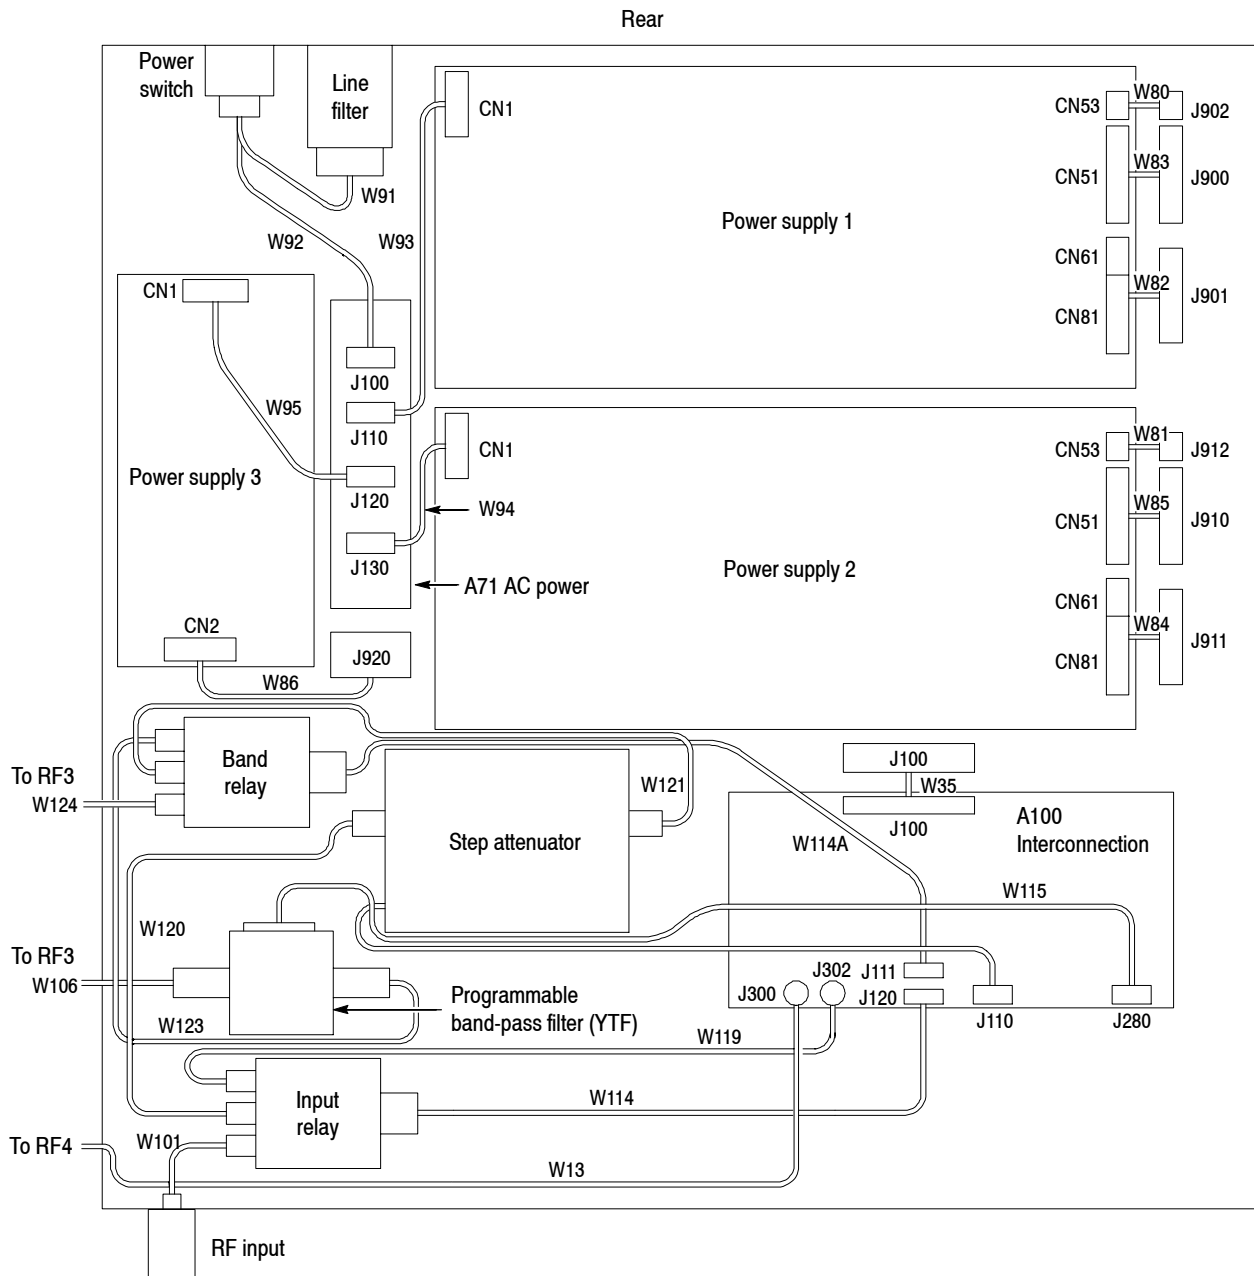 Rear
Power
switch
Line
filter
CN1
CN53
W80
J902
W83
CN51
J900
W91
Power supply 1
W92
W93
CN61
W82
J901
CN1
CN81
J100
W95
J110
CN53
W81
J912
CN1
Power supply 3
J120
W94
CN51
W85
J910
J130
Power supply 2
A71 AC power
CN61
W84
J911
CN2
J920
CN81
W86
Band
relay
To RF3
W124
W121
J100
W35
J100
A100
Interconnection
Step attenuator
W114A
W115
W120
To RF3
W106
J302
J111
J300
J120
Programmable
band-pass filter (YTF)
J110
J280
W123
W119
Input
relay
W114
To RF4
W101
W13
RF input